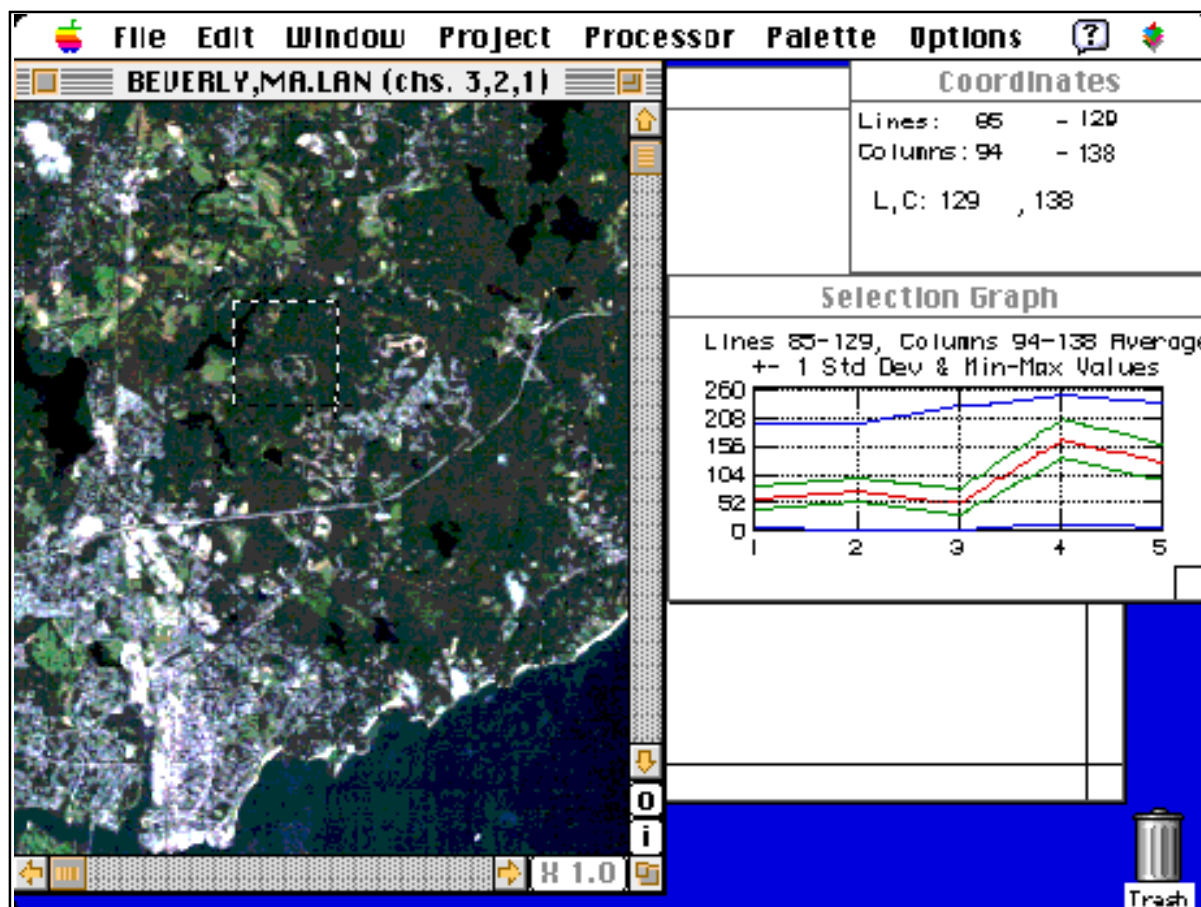 File Edit Window Project Processor Palette Options ?
BEVERLY,MA.LAN (chs. 3,2,1)
Coordinates
Lines: 85 - 129
Columns: 94 - 138
L,C: 129 , 138
Selection Graph
Lines 85-129, Columns 94-138 Average
+- 1 Std Dev & Min-Max Values
260
208
156
104
52
0
1 2 3 4 5
o
i
X 1.0
Trash